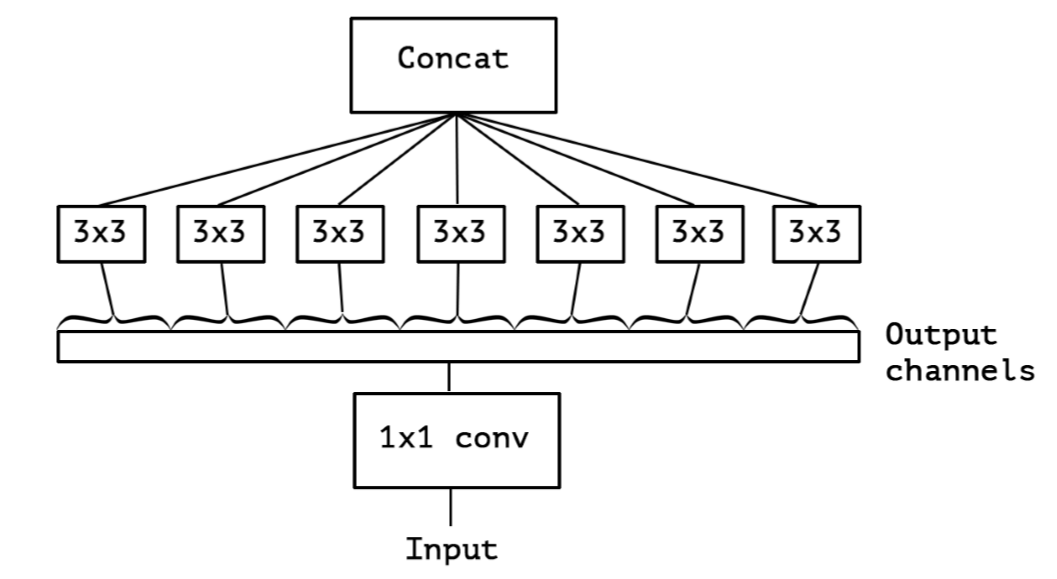 Concat
3x3 3x3 3x3 3x3 3x3 3x3 3x3
Output
channels
1x1 conv
Input